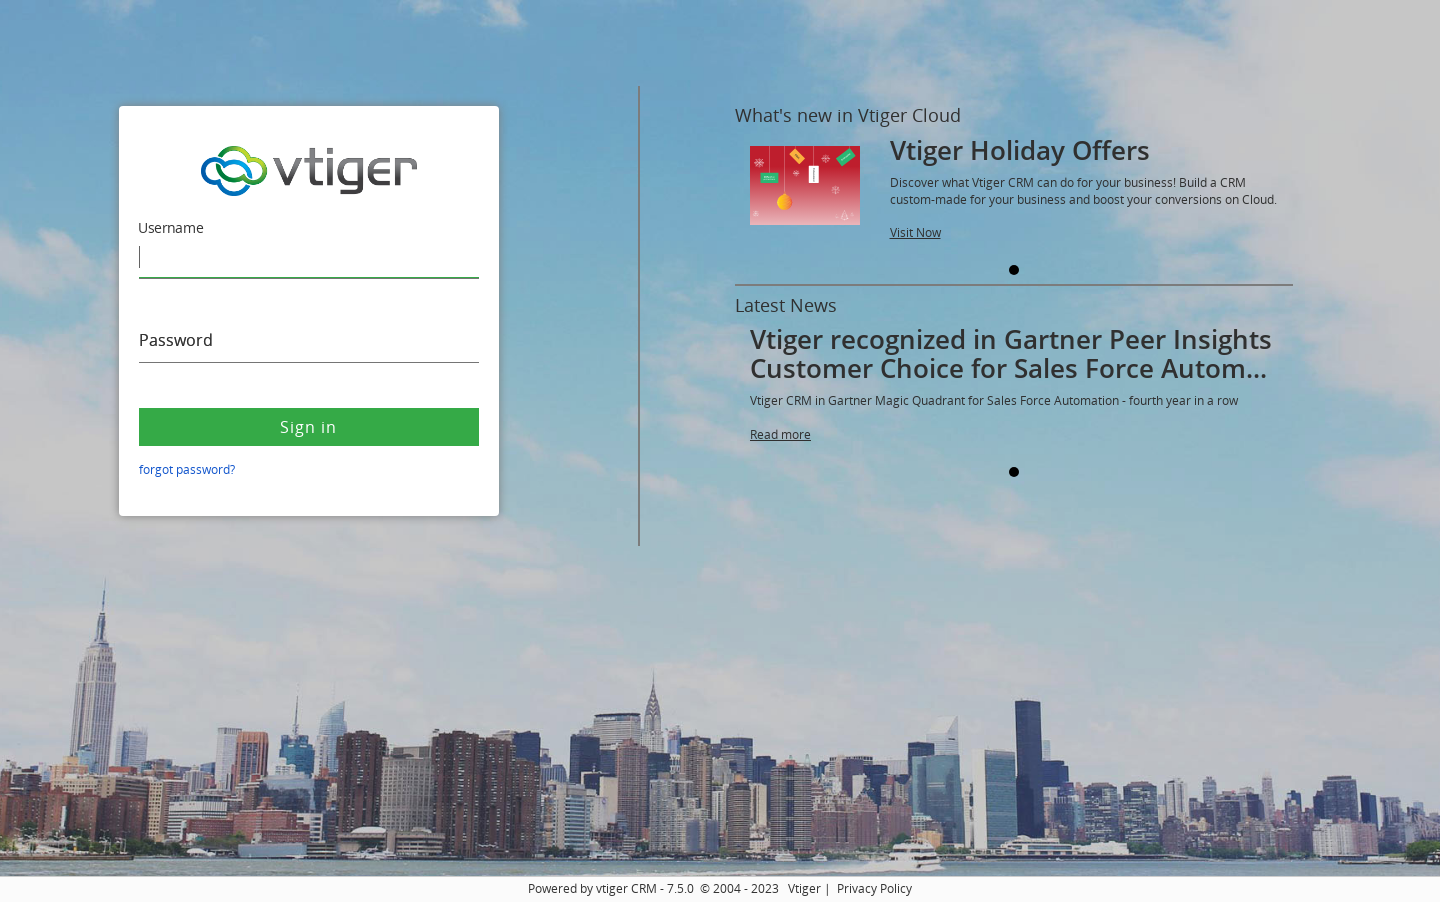 vtiger
Username
Password
Sign in
forgot password?
What's new in Vtiger Cloud
Vtiger Holiday Offers
Discover what Vtiger CRM can do for your business! Build a CRM
custom-made for your business and boost your conversions on Cloud.
Visit Now
Latest News
Vtiger recognized in Gartner Peer Insights
Customer Choice for Sales Force Autom...
Vtiger CRM in Gartner Magic Quadrant for Sales Force Automation - fourth year in a row
Read more
Powered by vtiger CRM - 7.5.0 © 2004 - 2023 Vtiger | Privacy Policy